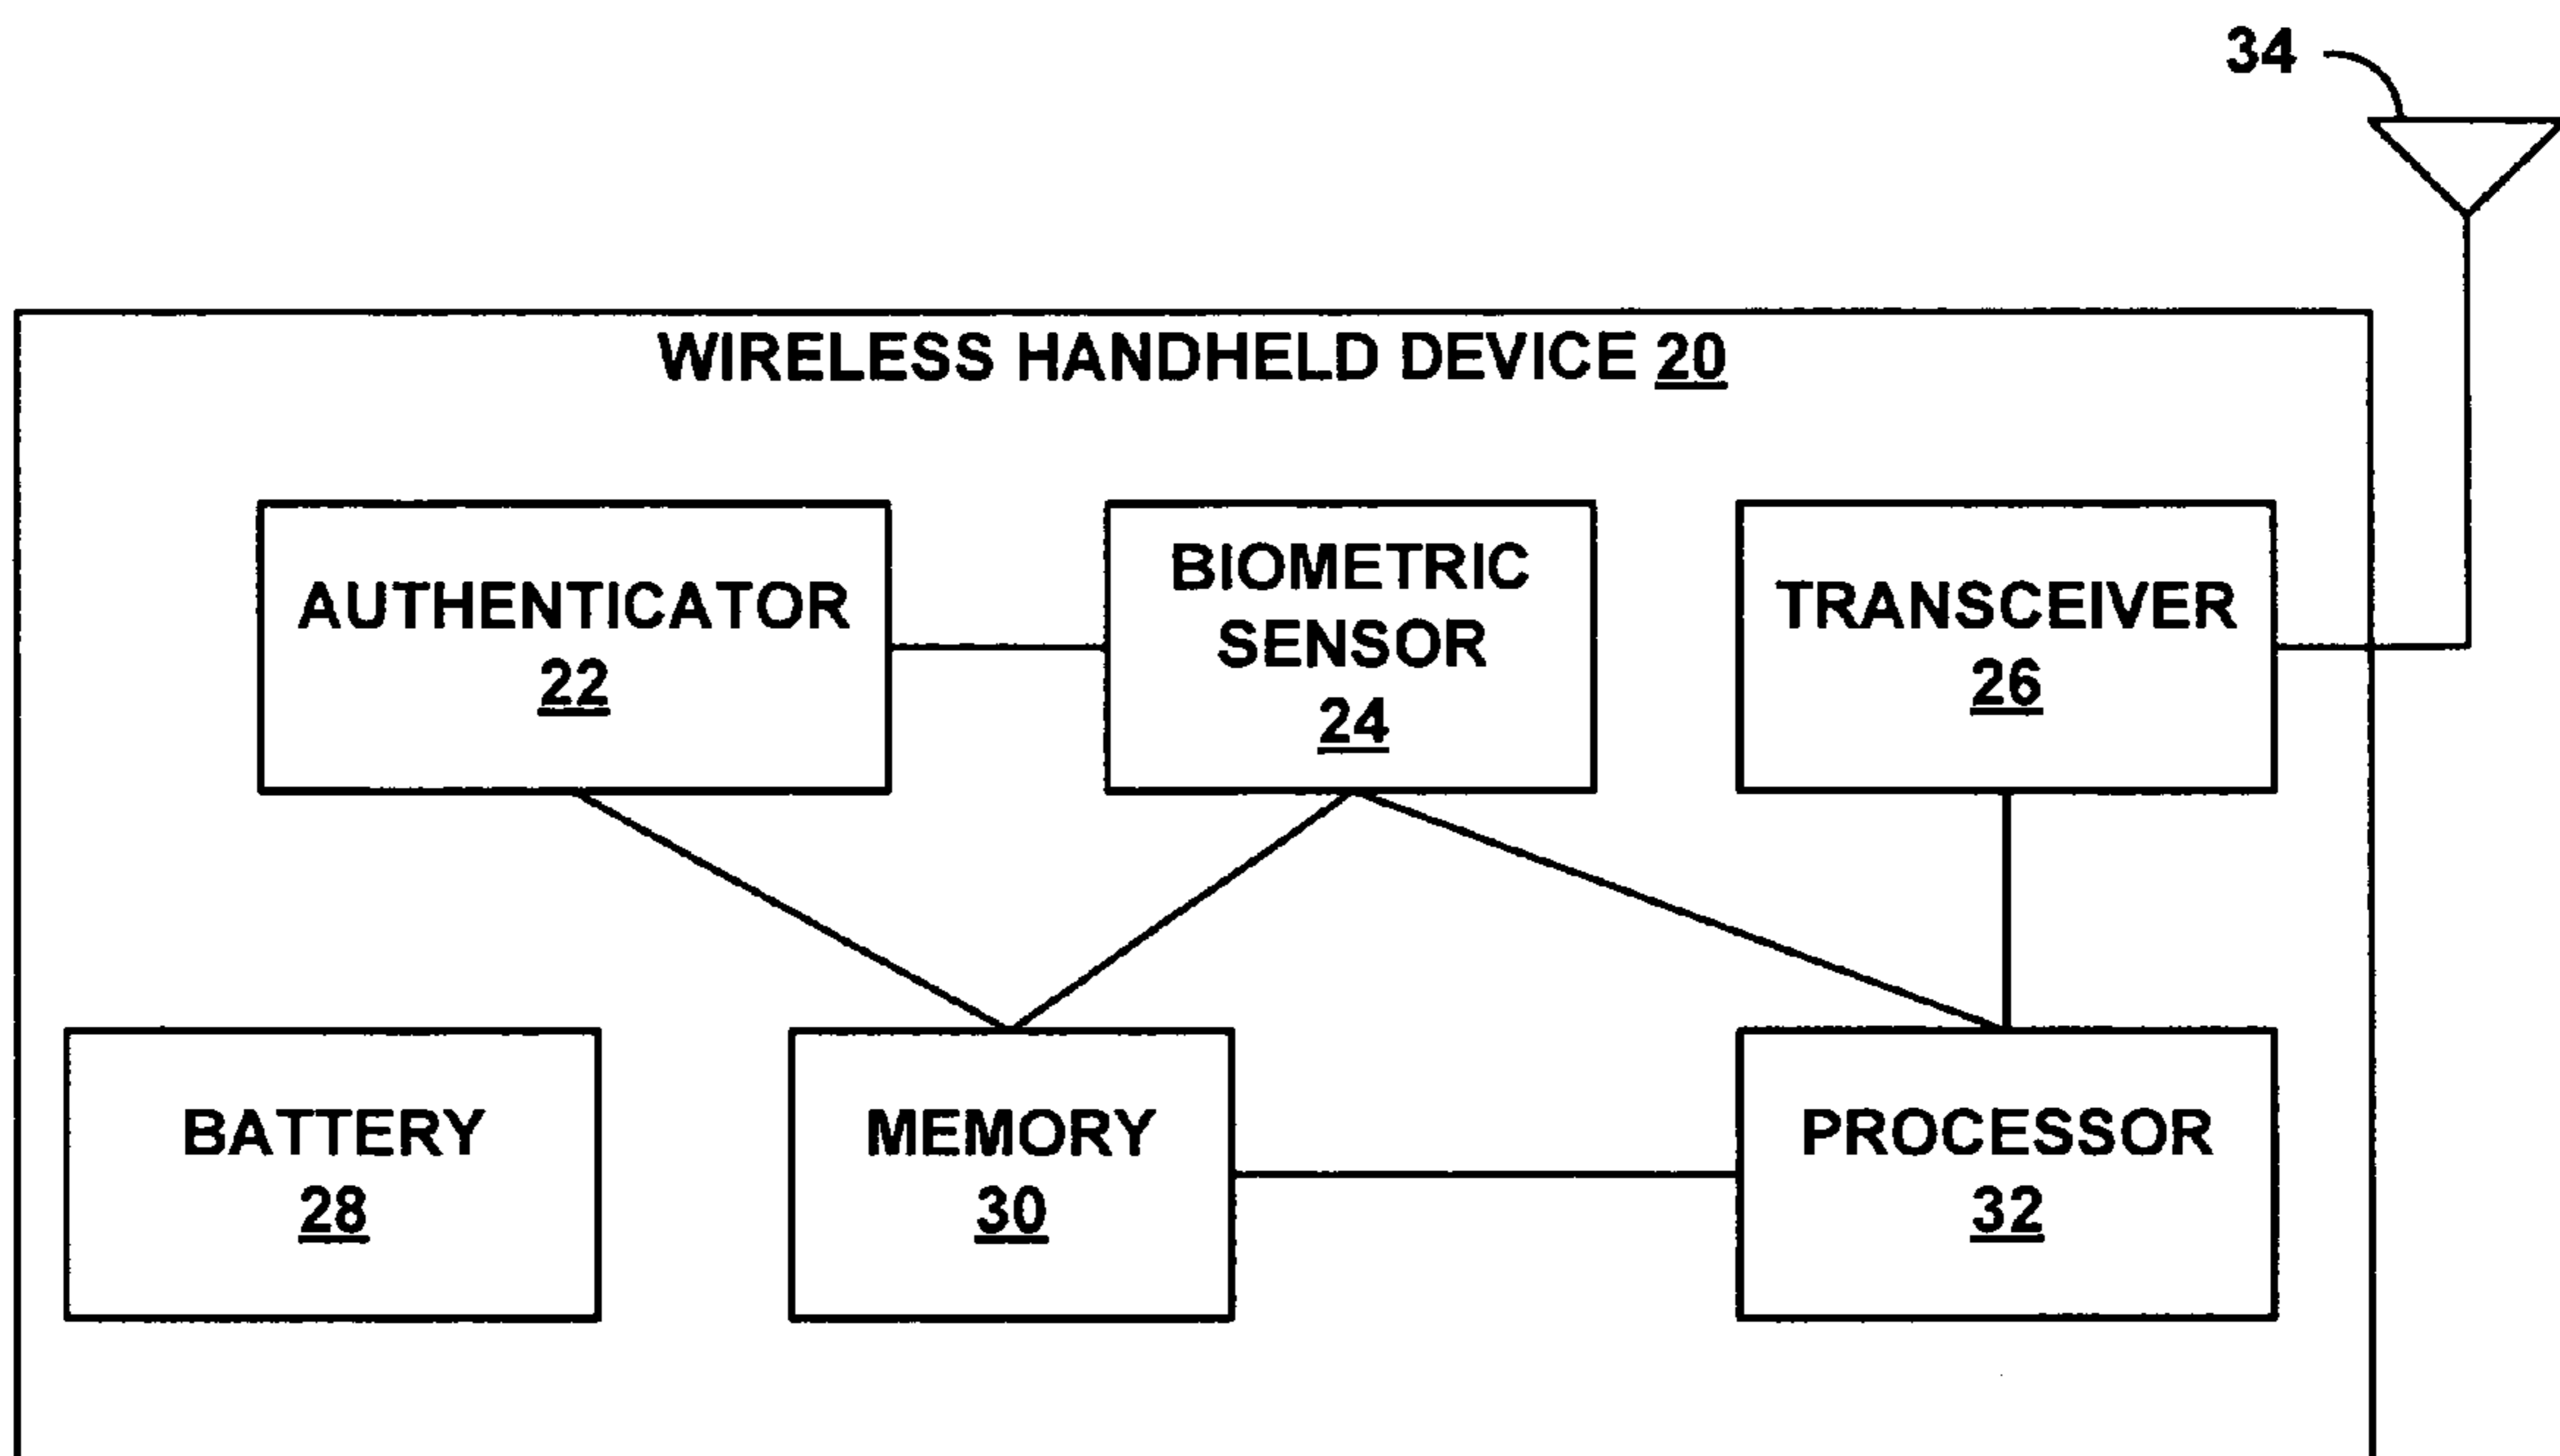 34
WIRELESS HANDHELD DEVICE 20
AUTHENTICATOR
22
BIOMETRIC
SENSOR
24
TRANSCEIVER
26
BATTERY
28
MEMORY
30
PROCESSOR
32